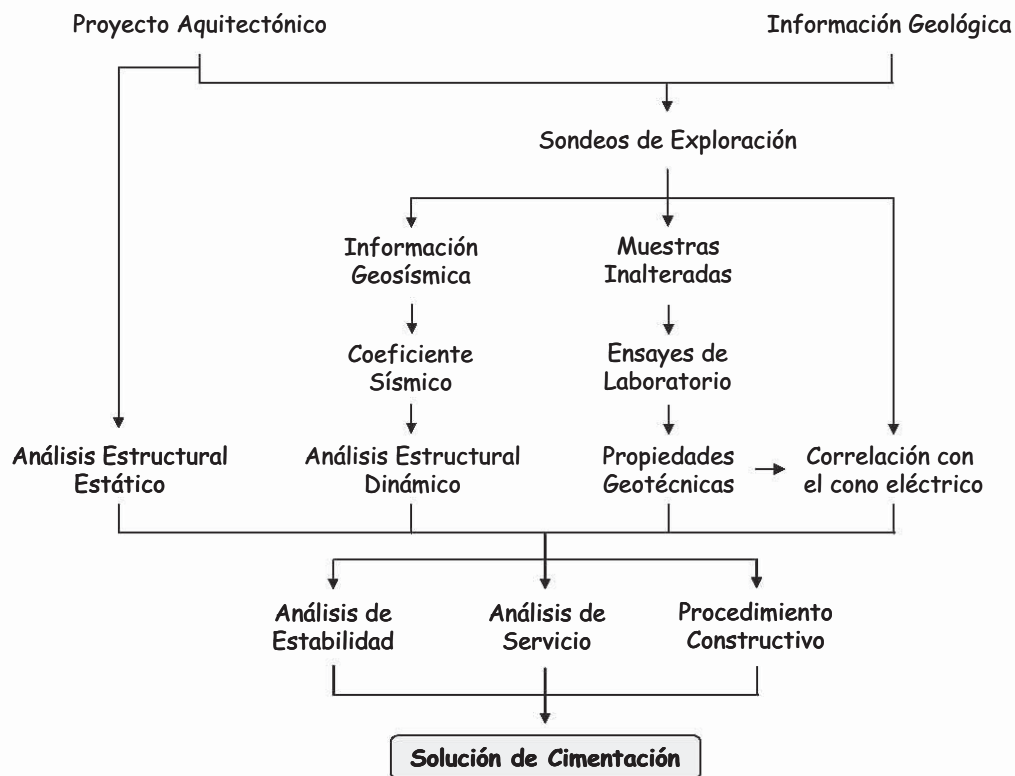 Proyecto Aquitectónico
Información Geológica
Sondeos de Exploración
Información
Geosísmica
Muestras
Inalteradas
Coeficiente
Sísmico
Ensayes de
Laboratorio
Análisis Estructural
Estático
Análisis Estructural
Dinámico
Propiedades
Geotécnicas
Correlación con
el cono eléctrico
Análisis de
Estabilidad
Análisis de
Servicio
Procedimiento
Constructivo
Solución de Cimentación